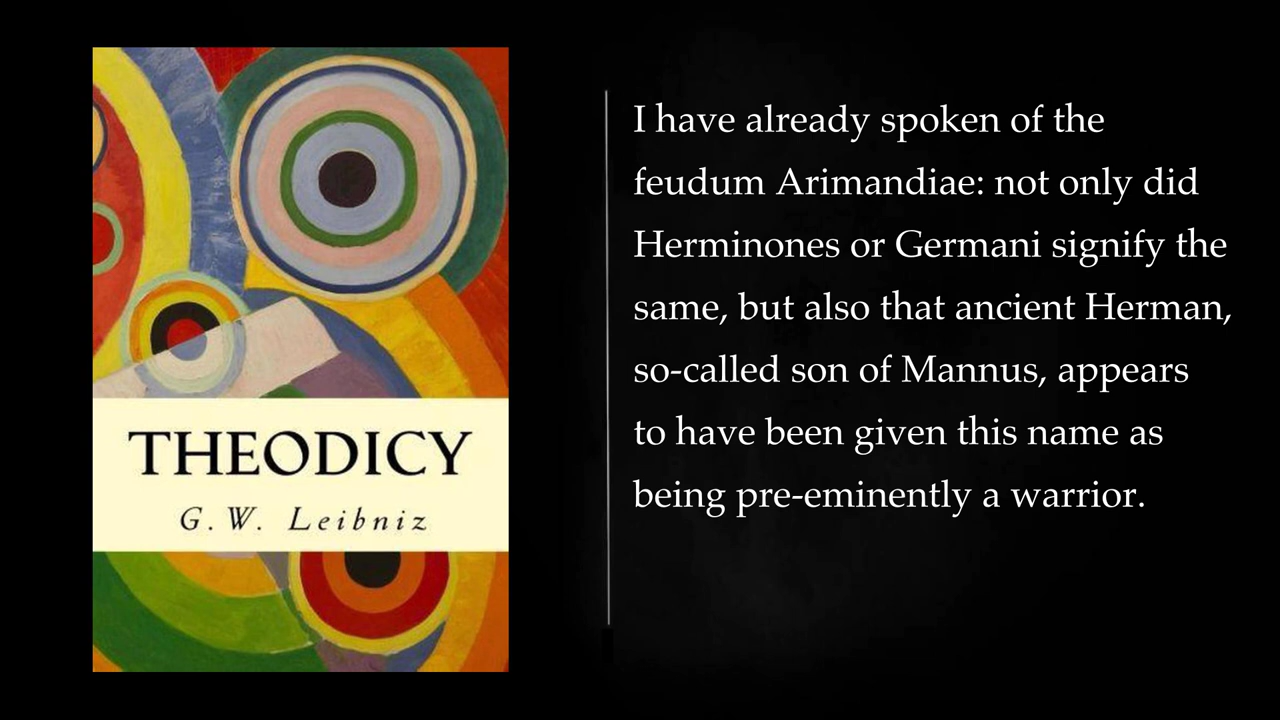 THEODICY
G.W. Leibniz
I have already spoken of the
feudum Arimandiae: not only did
Herminones or Germani signify the
same, but also that ancient Herman,
so-called son of Mannus, appears
to have been given this name as
being pre-eminently a warrior.